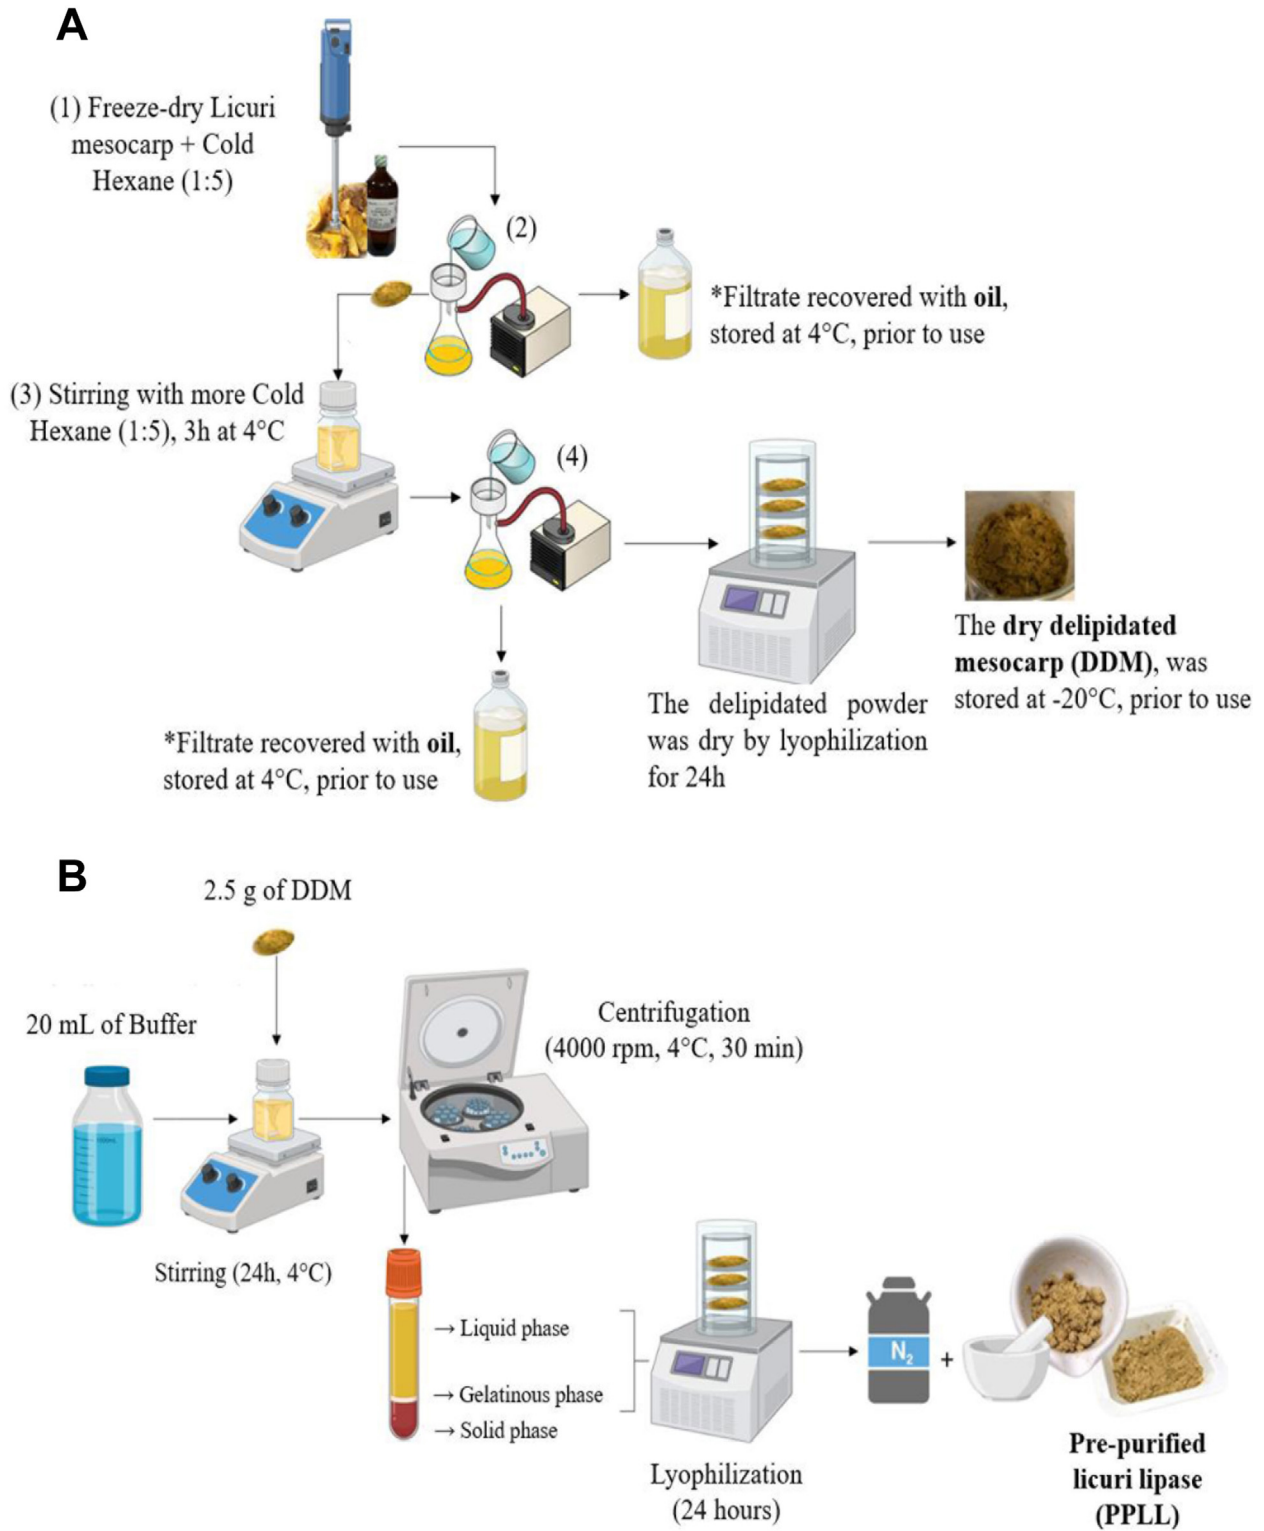 A
(1) Freeze-dry Licuri
mesocarp + Cold
Hexane (1:5)
(2)
*Filtrate recovered with oil,
stored at 4°C, prior to use
(3) Stirring with more Cold
Hexane (1:5), 3h at 4°C
(4)
The dry delipidated
mesocarp (DDM), was
stored at -20°C, prior to use
The delipidated powder
was dry by lyophilization
for 24h
*Filtrate recovered with oil,
stored at 4°C, prior to use
B
2.5 g of DDM
20 mL of Buffer
Centrifugation
(4000 rpm, 4°C, 30 min)
Stirring (24h, 4°C)
→ Liquid phase
→ Gelatinous phase
→ Solid phase
N₂
+
Lyophilization
(24 hours)
Pre-purified
licuri lipase
(PPLL)